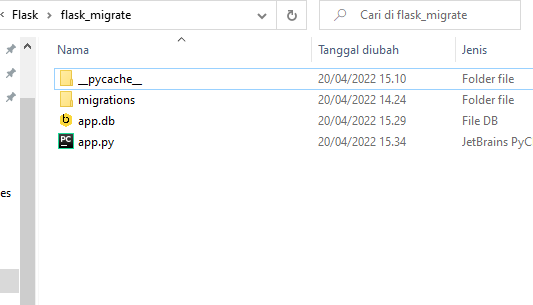 Flask > flask_migrate
Cari di flask_migrate
Nama Tanggal diubah Jenis
__pycache__ 20/04/2022 15.10 Folder file
migrations 20/04/2022 14.24 Folder file
app.db 20/04/2022 15.29 File DB
app.py 20/04/2022 15.34 JetBrains PyC
es